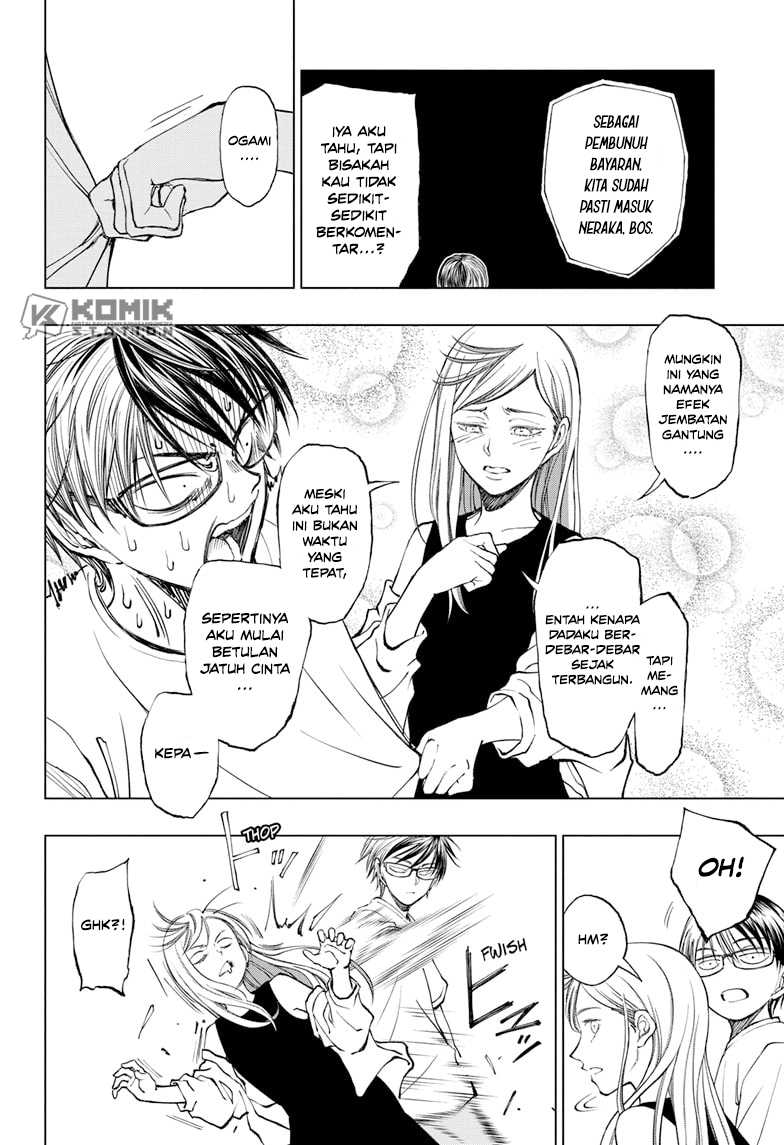 SEBAGAI
PEMBUNUH
BAYARAN,
KITA SUDAH
PASTI MASUK
NERAKA, BOS.
IYA AKU
TAHU, TAPI
BISAKAH
KAU TIDAK
SEDIKIT-
SEDIKIT
BERKOMEN-
TAR...?
OGAMI
....
KOMIK
STATION
MUNGKIN
INI YANG
NAMANYA
EFEK
JEMBATAN
GANTUNG
....
TAPI
ME-
MANG
...
...
ENTAH KENAPA
DADAKU BER-
DEBAR-DEBAR
SEJAK
TERBANGUN.
MESKI
AKU TAHU
INI BUKAN
WAKTU
YANG
TEPAT,
SEPERTINYA
AKU MULAI
BETULAN
JATUH CINTA
...
KEPA—
OH!
HM?
FWISH
THOP
GHK?!